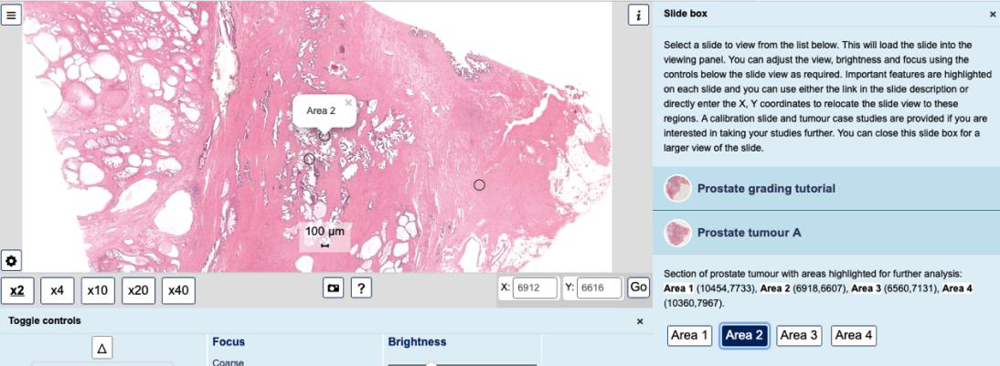 Area 2
100 µm
x2 x4 x10 x20 x40
?
X: 6912 Y: 6616 Go
Toggle controls
Δ
Focus
Coarse
Brightness
i
Slide box
Select a slide to view from the list below. This will load the slide into the
viewing panel. You can adjust the view, brightness and focus using the
controls below the slide view as required. Important features are highlighted
on each slide and you can use either the link in the slide description or
directly enter the X, Y coordinates to relocate the slide view to these
regions. A calibration slide and tumour case studies are provided if you are
interested in taking your studies further. You can close this slide box for a
larger view of the slide.
Prostate grading tutorial
Prostate tumour A
Section of prostate tumour with areas highlighted for further analysis:
Area 1 (10454,7733), Area 2 (6918,6607), Area 3 (6560,7131), Area 4
(10360,7967).
Area 1 Area 2 Area 3 Area 4